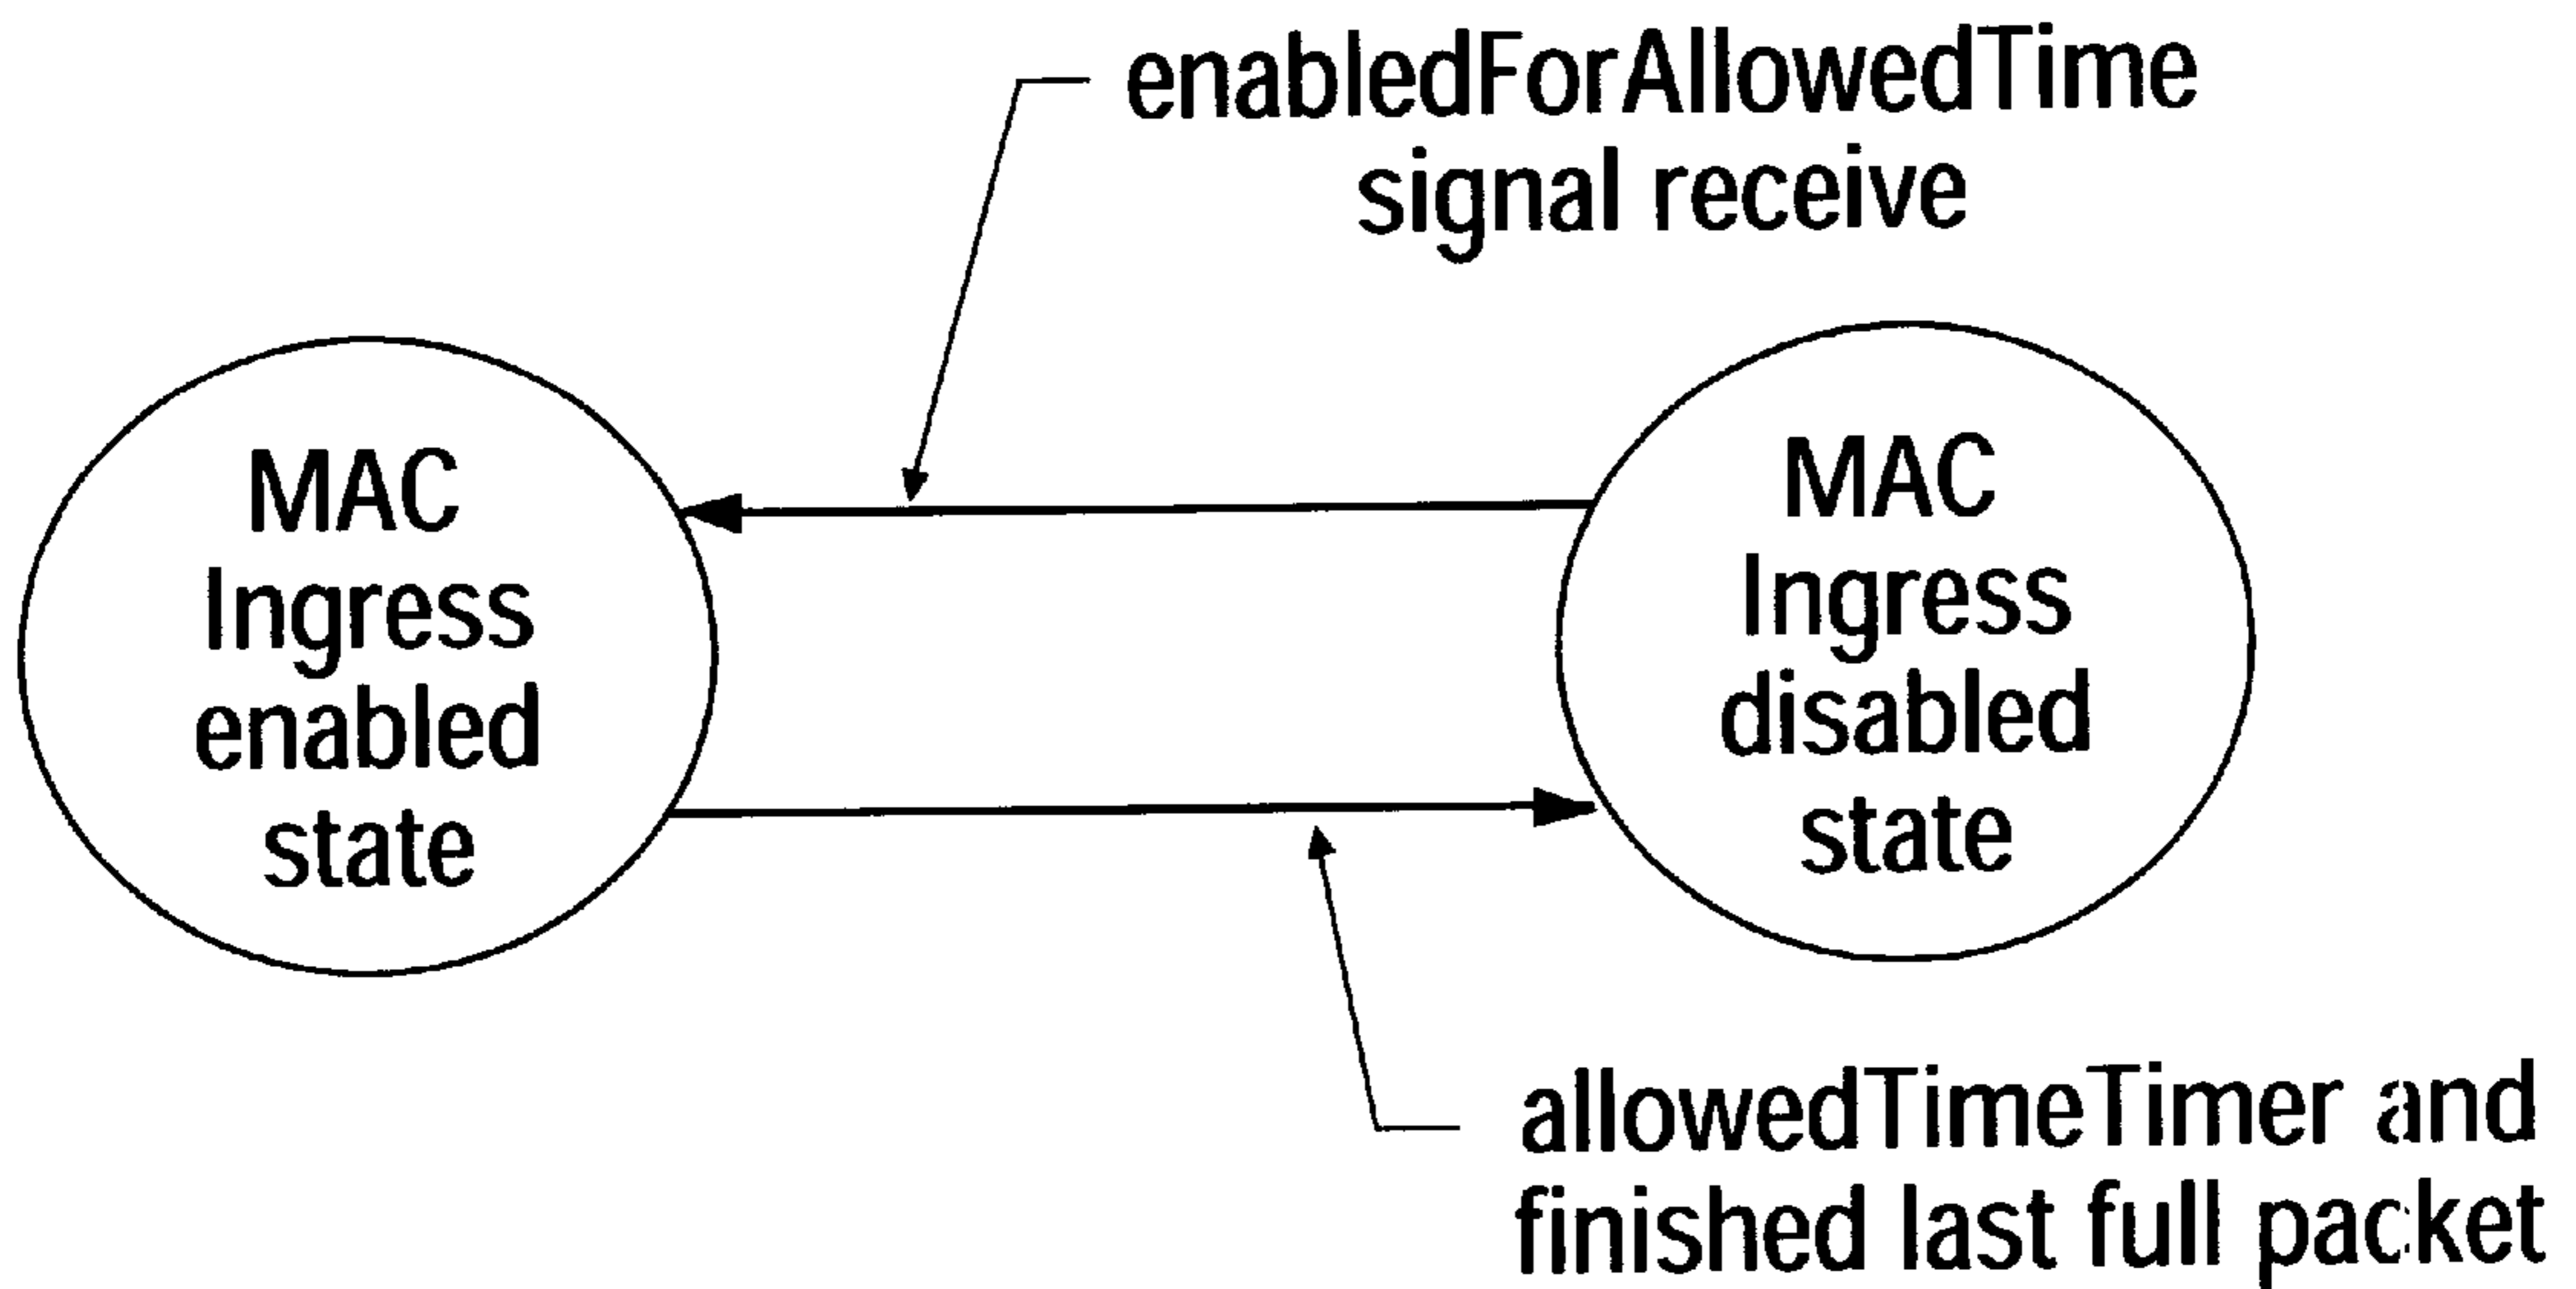 enabledForAllowedTime
signal receive
MAC
Ingress
enabled
state
MAC
Ingress
disabled
state
allowedTimeTimer and
finished last full packet